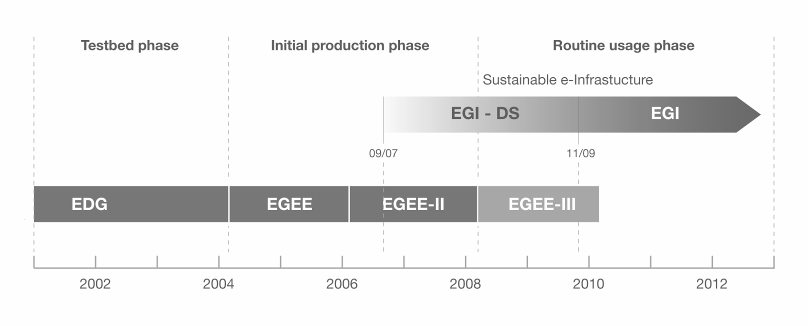 Testbed phase
Initial production phase
Routine usage phase
Sustainable e-Infrastucture
EGI - DS
EGI
09/07
11/09
EDG
EGEE
EGEE-II
EGEE-III
2002
2004
2006
2008
2010
2012